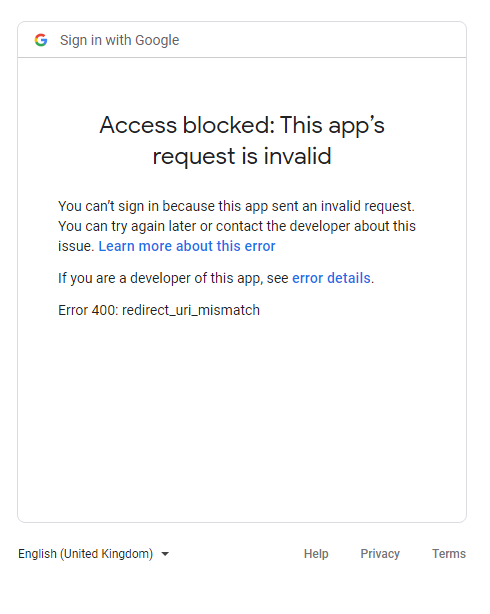 Sign in with Google
Access blocked: This app’s
request is invalid
You can’t sign in because this app sent an invalid request.
You can try again later or contact the developer about this
issue. Learn more about this error
If you are a developer of this app, see error details.
Error 400: redirect_uri_mismatch
English (United Kingdom) Help Privacy Terms